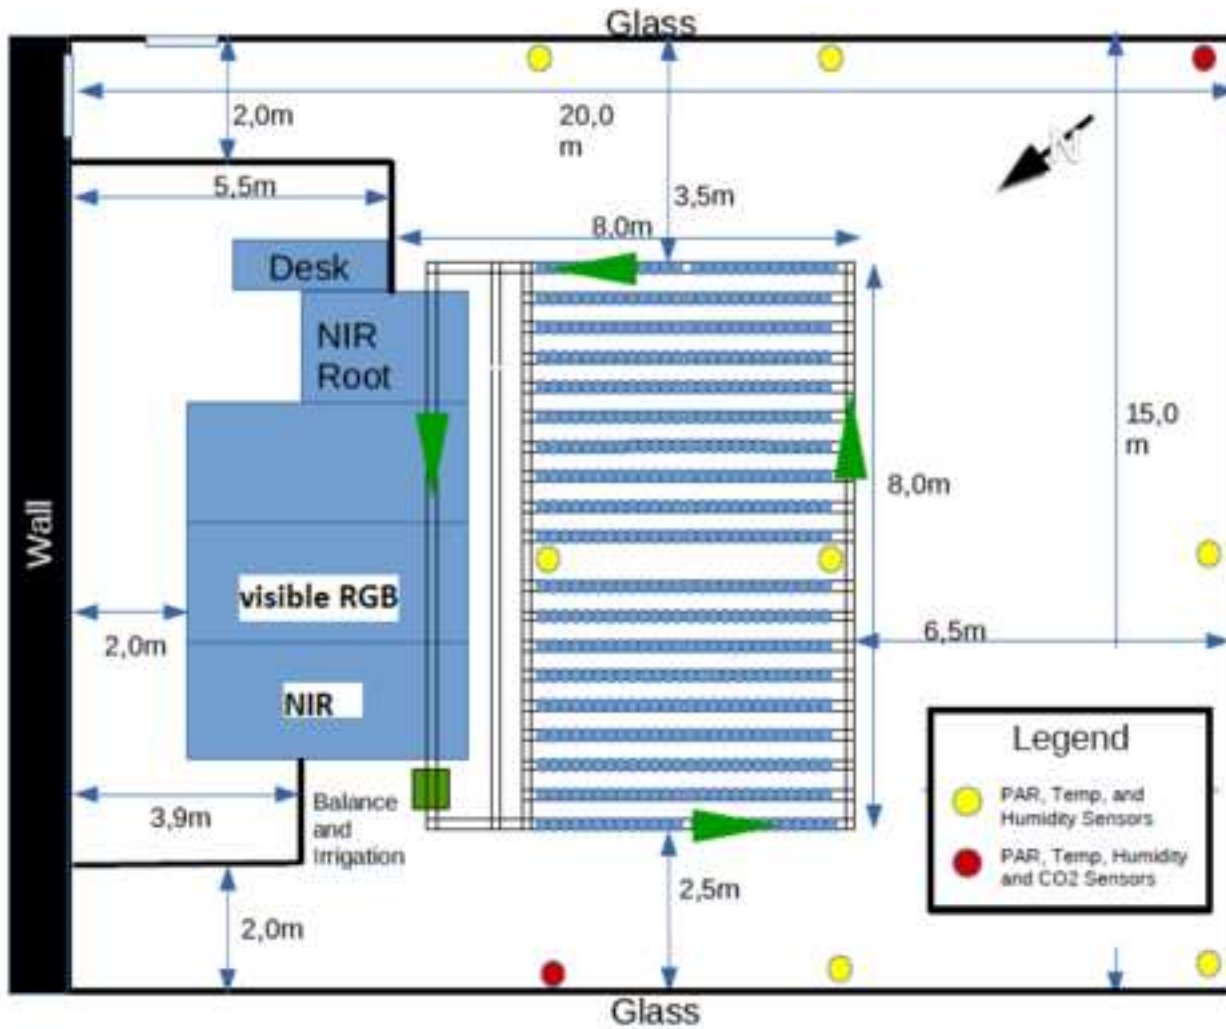 Glass
2,0m
20,0
m
N
5,5m
3,5m
8.0m
Desk
NIR
Root
15,0
m
8,0m
Wall
visible RGB
2,0m
6,5m
NIR
Legend
PAR, Temp, and
Humidity Sensors
PAR, Temp, Humidity
and CO2 Sensors
3,9m
Balance
and
Irrigation
2,5m
2,0m
Glass